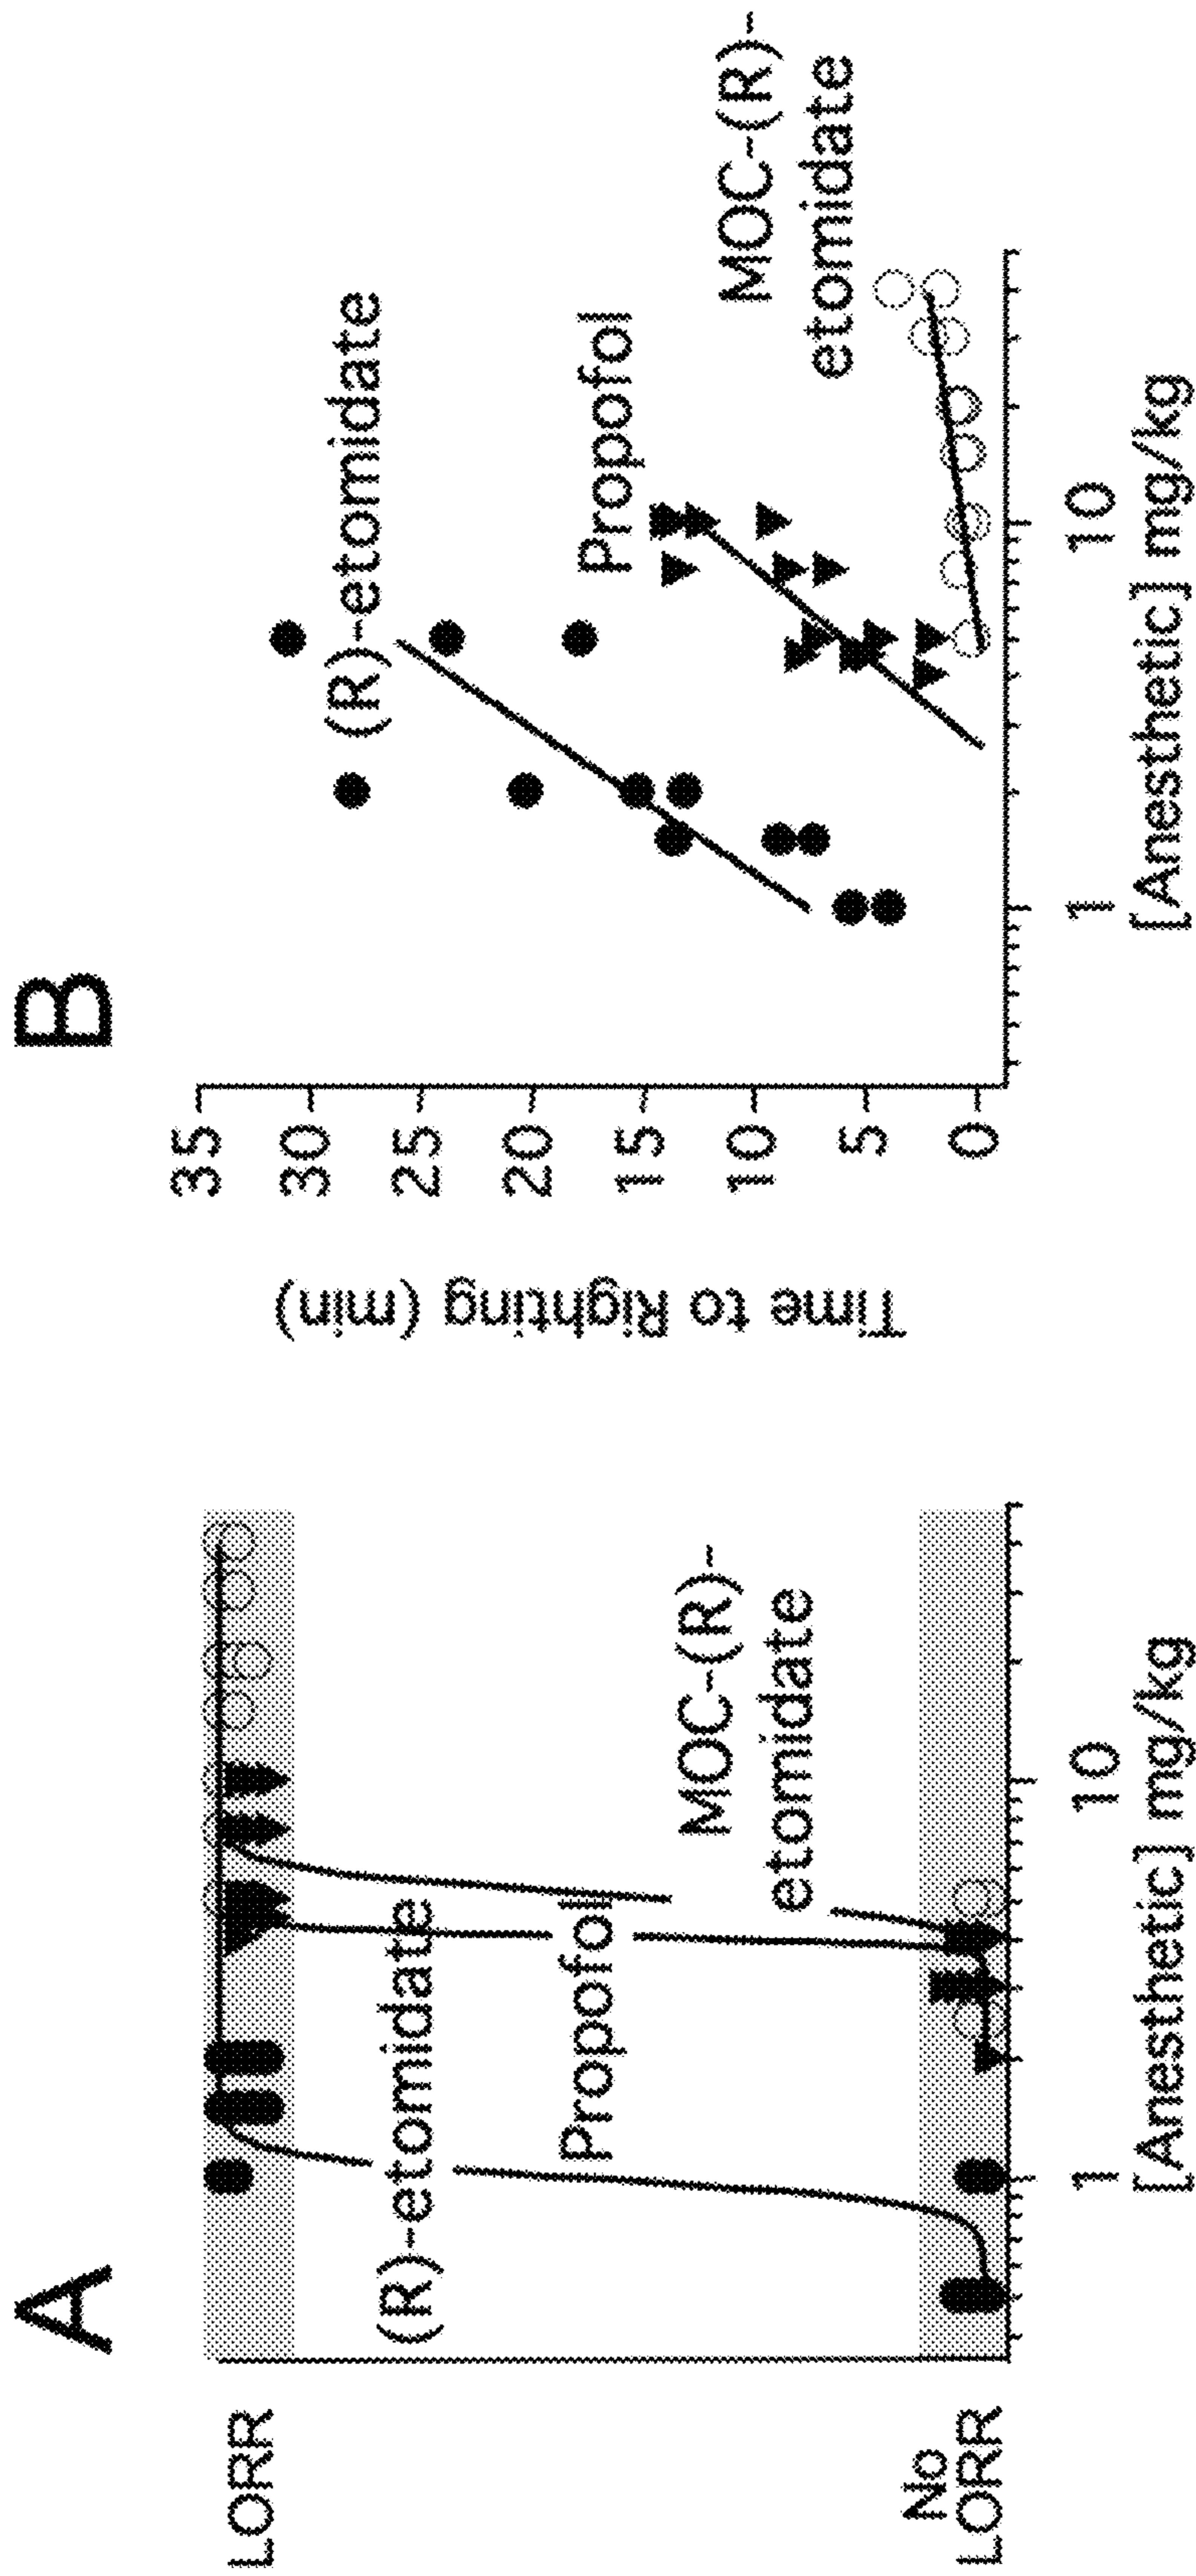 A
LORR
No
LORR
(R)-etomidate
Propofol
MOC-(R)-
etomidate
1
10
[Anesthetic] mg/kg
B
Time to Righting (min)
35
30
25
20
15
10
5
0
(R)-etomidate
Propofol
MOC-(R)-
etomidate
1
10
[Anesthetic] mg/kg